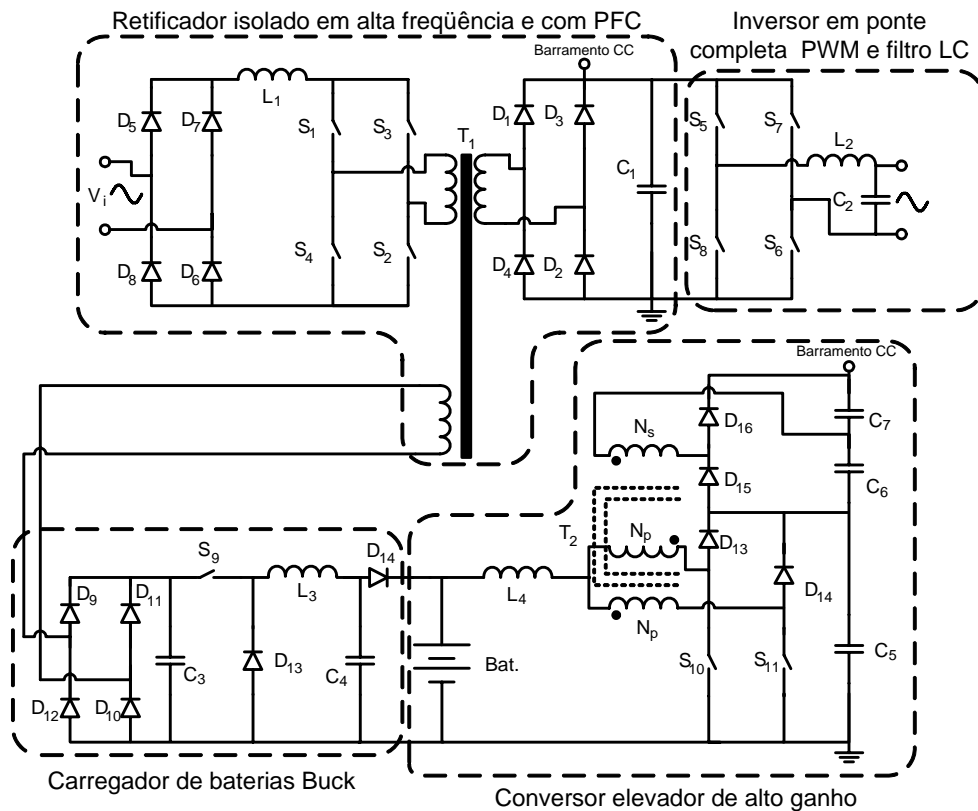 Retificador isolado em alta freqüência e com PFC
Inversor em ponte
completa PWM e filtro LC
Barramento CC
L1
D5
D7
S1
S3
T1
D1
D3
C1
S5
S7
L2
C2
Vi
D8
D6
S4
S2
D4
D2
S8
S6
Barramento CC
C7
Ns
D16
D15
C6
T2
Np
D13
D14
S9
D14
D9
D11
L3
L4
Np
C3
D13
C4
Bat.
S10
S11
C5
D12
D10
Carregador de baterias Buck
Conversor elevador de alto ganho